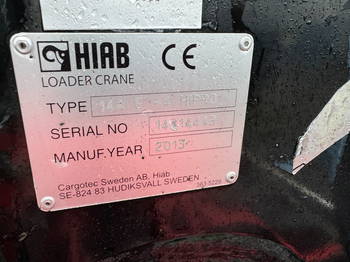 HIAB CE
LOADER CRANE
TYPE
SERIAL NO
MANUF.YEAR 2013
Cargotec Sweden AB, Hiab
SE-824 83 HUDIKSVALL SWEDEN